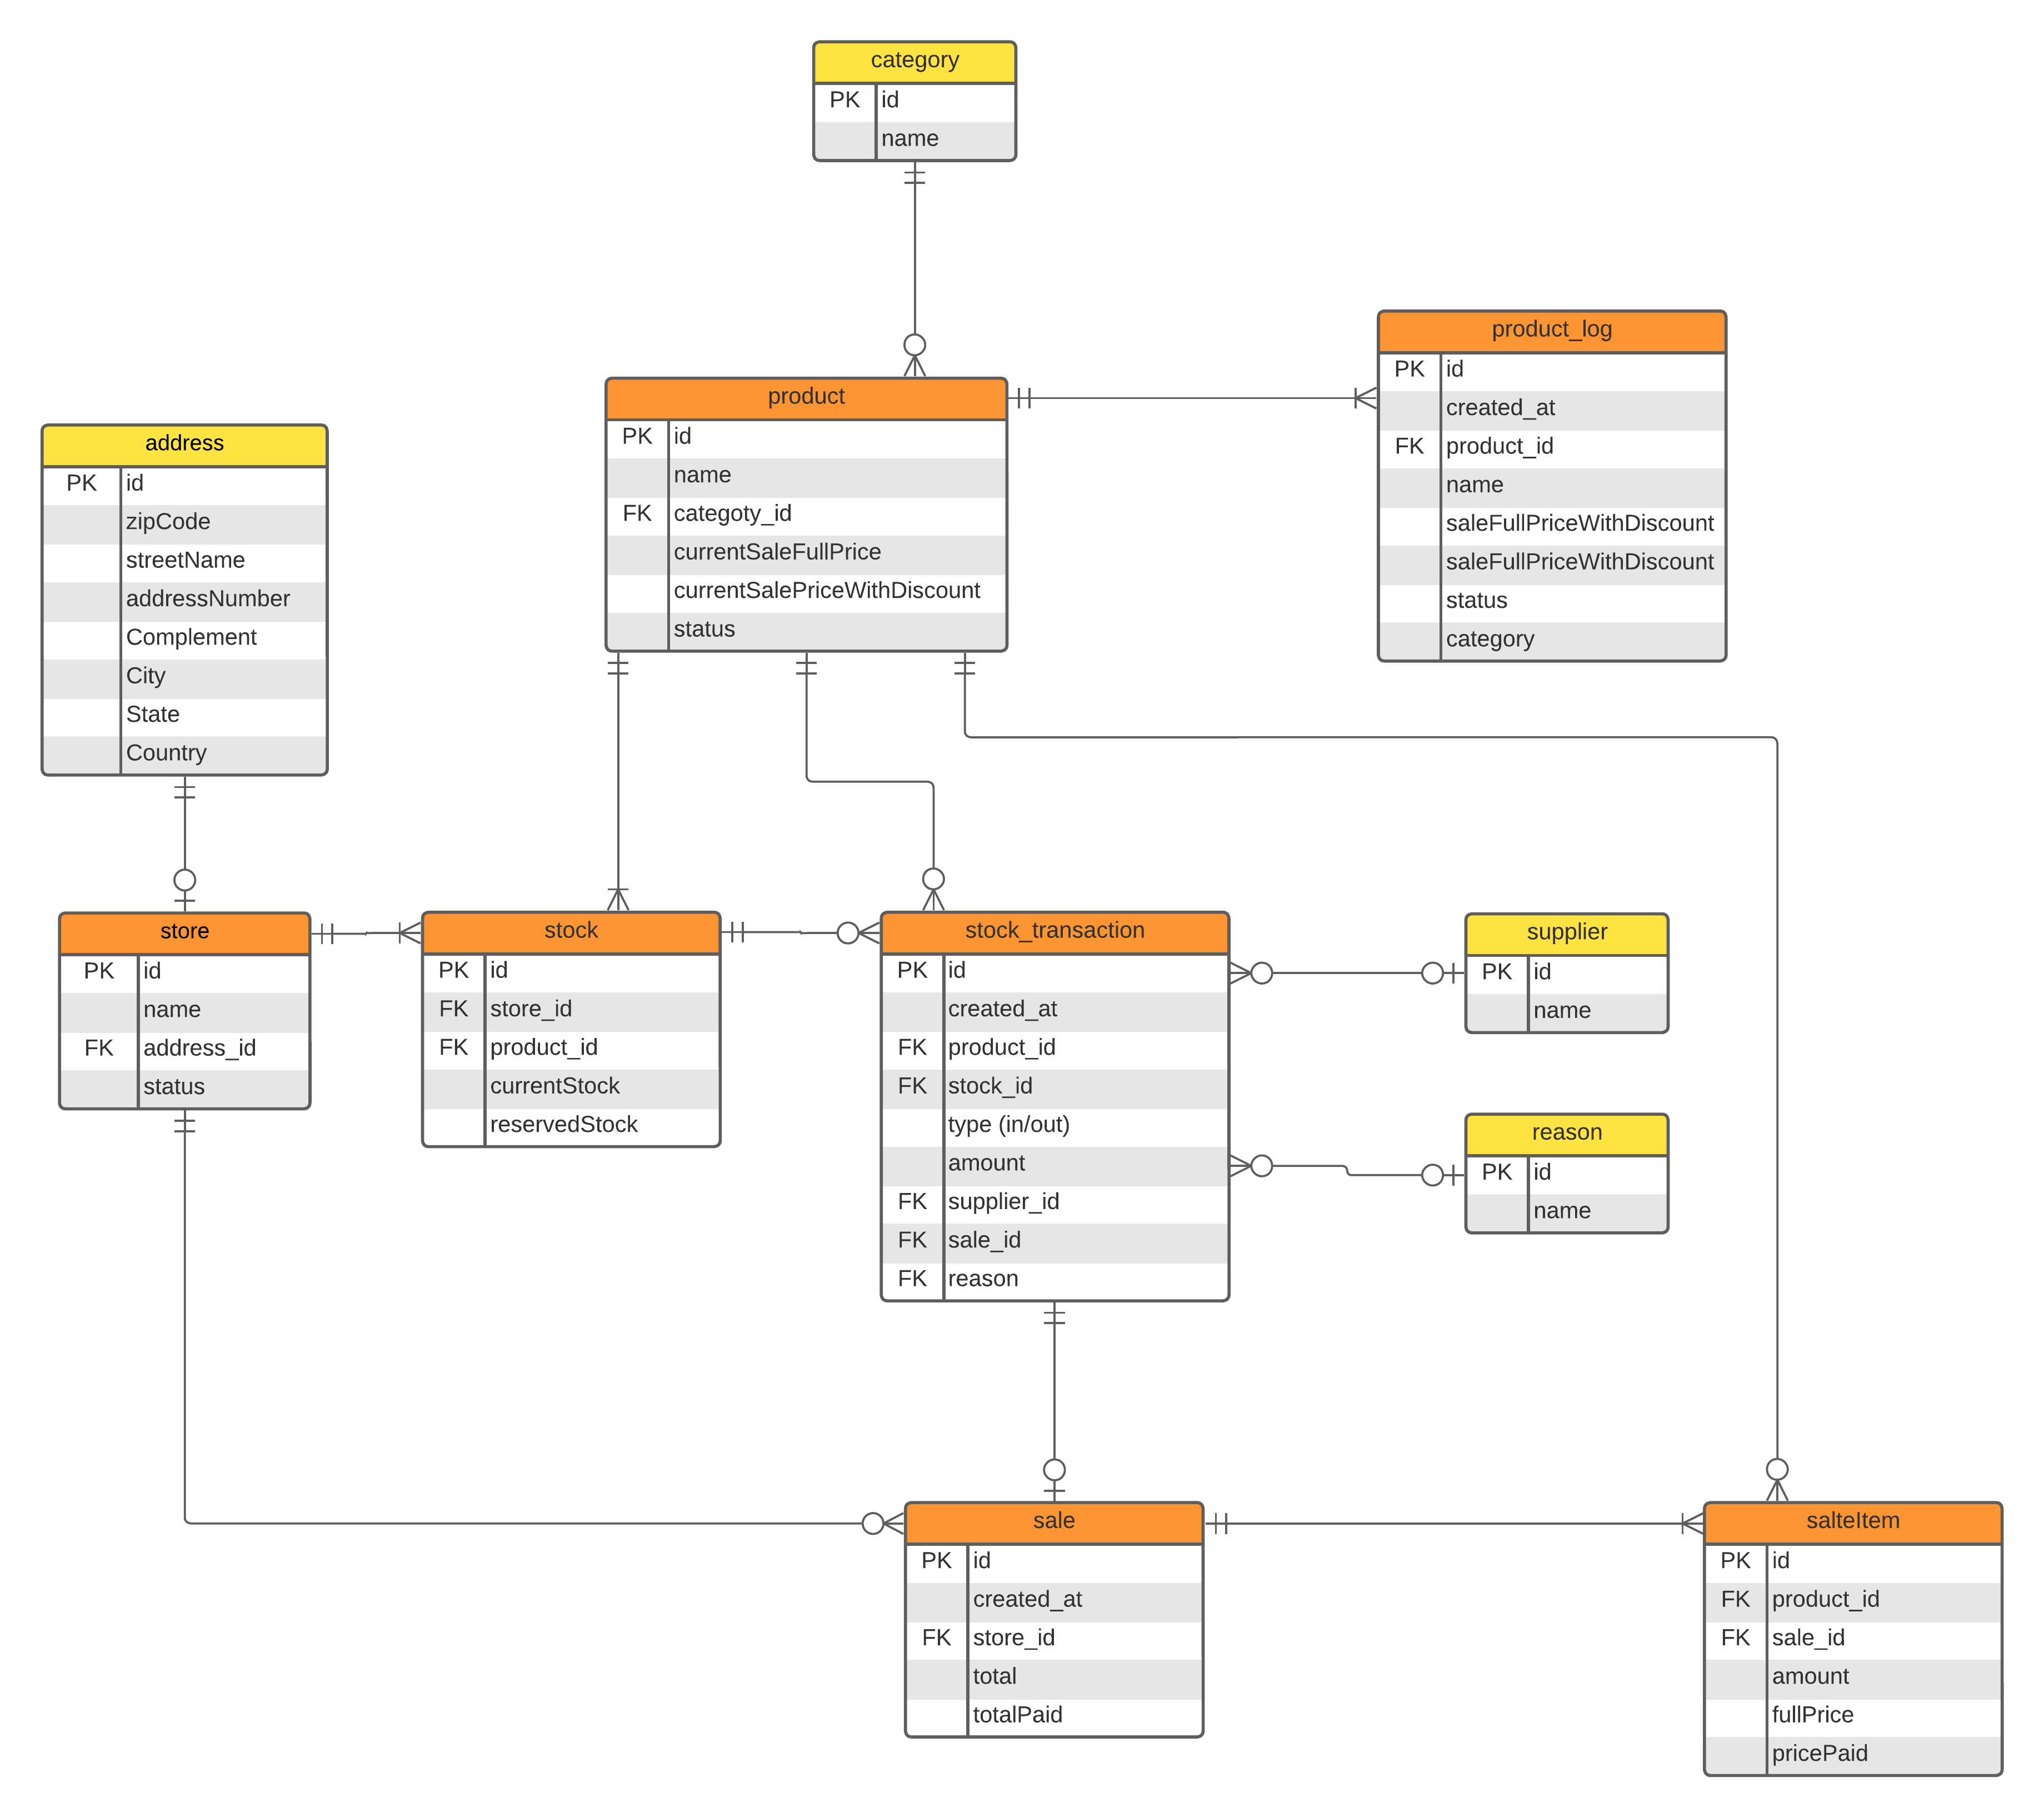 category
PK id
name
product_log
PK id
created_at
FK product_id
name
saleFullPriceWithDiscount
saleFullPriceWithDiscount
status
category
product
PK id
name
FK categoty_id
currentSaleFullPrice
currentSalePriceWithDiscount
status
address
PK id
zipCode
streetName
addressNumber
Complement
City
State
Country
store
PK id
name
FK address_id
status
stock
PK id
FK store_id
FK product_id
currentStock
reservedStock
stock_transaction
PK id
created_at
FK product_id
FK stock_id
type (in/out)
amount
FK supplier_id
FK sale_id
FK reason
supplier
PK id
name
reason
PK id
name
sale
PK id
created_at
FK store_id
total
totalPaid
salteItem
PK id
FK product_id
FK sale_id
amount
fullPrice
pricePaid